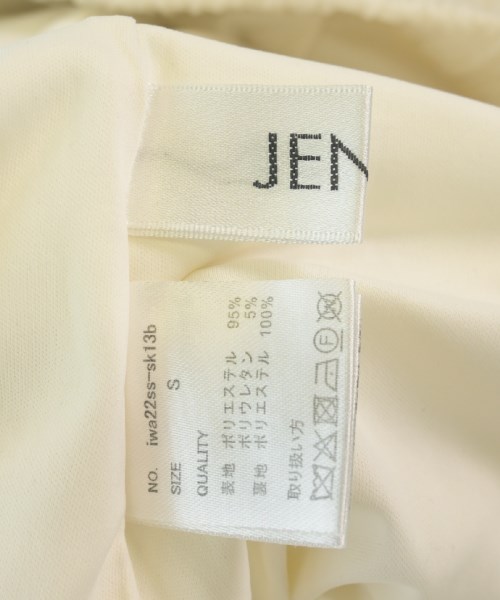 JEN
NO. iwa22ss-sk13b
SIZE S
QUALITY
表地 ポリエステル 95%
ポリウレタン 5%
裏地 ポリエステル 100%
取り扱い方
F